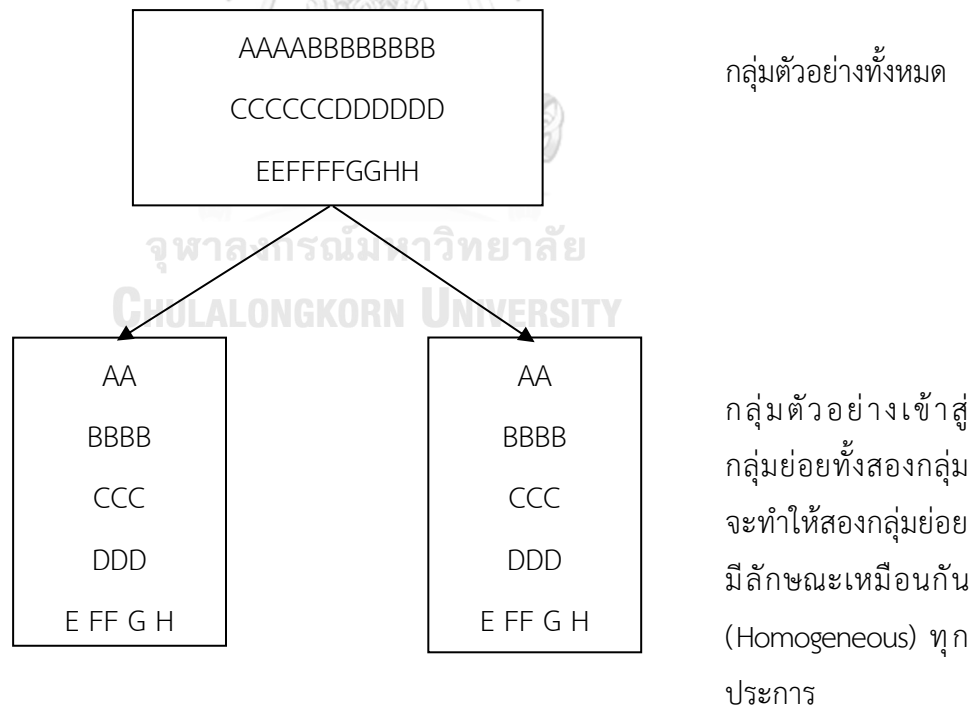 AAAABBBBBBBB
CCCCCCDDDDDD
EEFFFFGGHH
กลุ่มตัวอย่างทั้งหมด
จุฬาลงกรณ์มหาวิทยาลัย
CHULALONGKORN UNIVERSITY
AA
BBBB
CCC
DDD
E FF G H
AA
BBBB
CCC
DDD
E FF G H
กลุ่มตัวอย่างเข้าสู่
กลุ่มย่อยทั้งสองกลุ่ม
จะทำให้สองกลุ่มย่อย
มีลักษณะเหมือนกัน
(Homogeneous) ทุก
ประการ